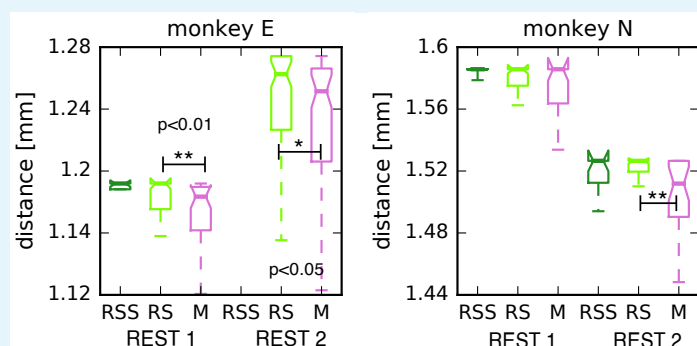 monkey E
distance [mm]
1.28
1.24
1.2
1.14
1.12
p<0.01
**
*
p<0.05
RSS RS M RSS RS M
REST 1 REST 2
monkey N
distance [mm]
1.6
1.56
1.52
1.48
1.44
**
RSS RS M RSS RS M
REST 1 REST 2